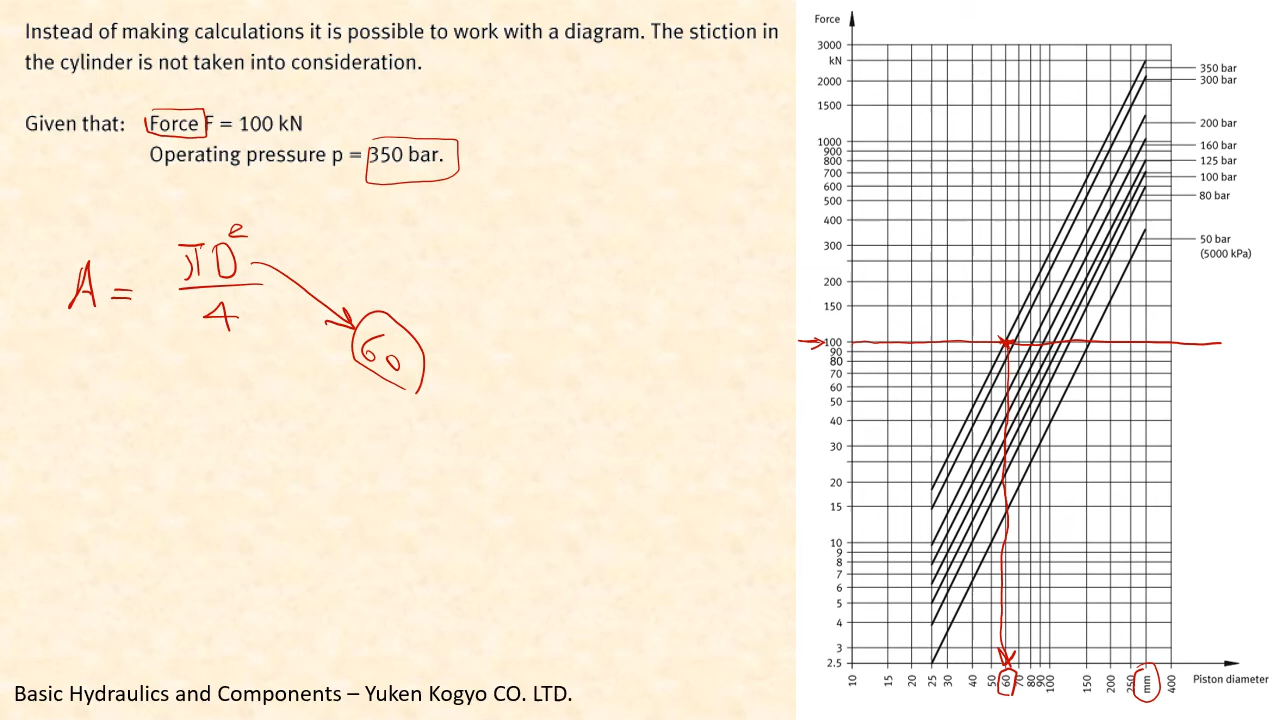 Instead of making calculations it is possible to work with a diagram. The stiction in
the cylinder is not taken into consideration.
Given that: Force F = 100 kN
Operating pressure p = 350 bar.
A = πD²/4
60
Basic Hydraulics and Components – Yuken Kogyo CO. LTD.
Force
3000
kN
2000
1500
1000
900
800
700
600
500
400
300
200
150
100
90
80
70
60
50
40
30
20
15
10
9
8
7
6
5
4
3
2.5
350 bar
300 bar
200 bar
160 bar
125 bar
100 bar
80 bar
50 bar
(5000 kPa)
10 15 20 25 30 40 50 60 70 80 90 100 150 200 250 mm 400 Piston diameter